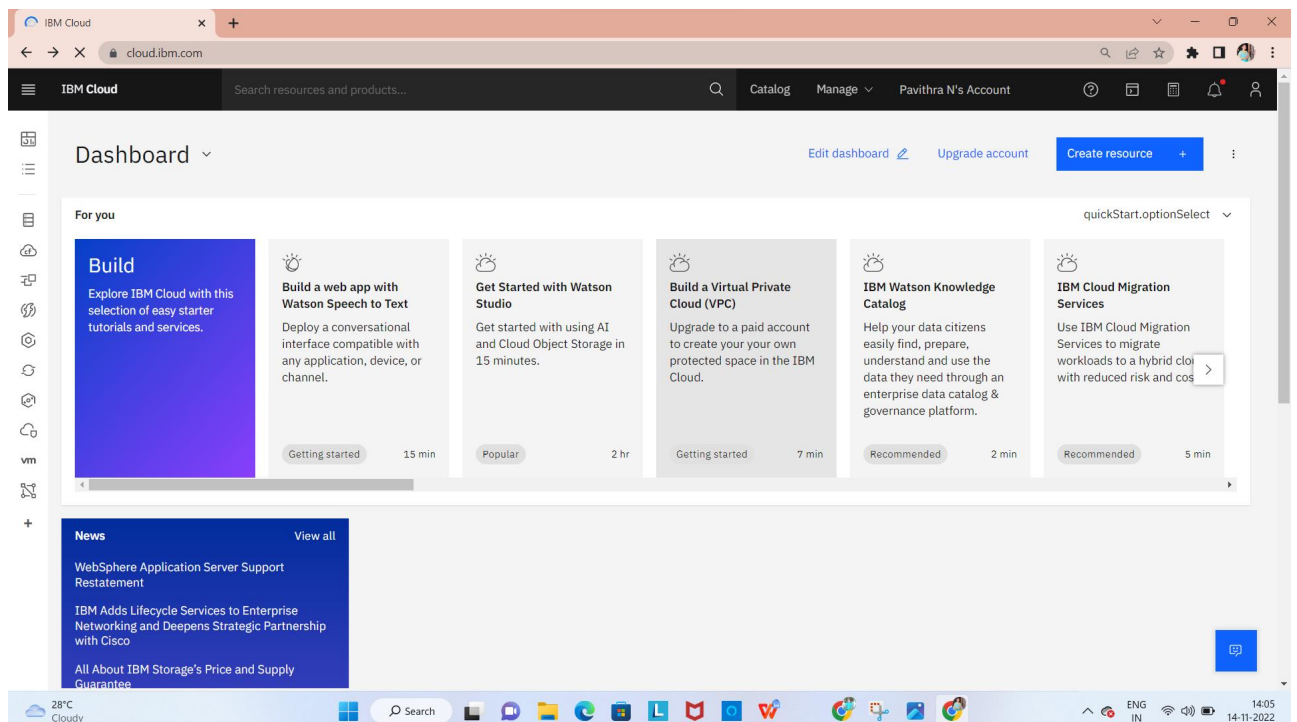 IBM Cloud
cloud.ibm.com
IBM Cloud
Search resources and products...
Catalog
Manage
Pavithra N's Account
Dashboard
Edit dashboard
Upgrade account
Create resource +
For you
quickStart.optionSelect
Build
Explore IBM Cloud with this
selection of easy starter
tutorials and services.
Build a web app with
Watson Speech to Text
Deploy a conversational
interface compatible with
any application, device, or
channel.
Getting started
15 min
Get Started with Watson
Studio
Get started with using AI
and Cloud Object Storage in
15 minutes.
Popular
2 hr
Build a Virtual Private
Cloud (VPC)
Upgrade to a paid account
to create your your own
protected space in the IBM
Cloud.
Getting started
7 min
IBM Watson Knowledge
Catalog
Help your data citizens
easily find, prepare,
understand and use the
data they need through an
enterprise data catalog &
governance platform.
Recommended
2 min
IBM Cloud Migration
Services
Use IBM Cloud Migration
Services to migrate
workloads to a hybrid clo
with reduced risk and cos
Recommended
5 min
vm
News
View all
WebSphere Application Server Support
Restatement
IBM Adds Lifecycle Services to Enterprise
Networking and Deepens Strategic Partnership
with Cisco
All About IBM Storage's Price and Supply
Guarantee
28°C
Cloudy
Search
ENG
IN
14:05
14-11-2022